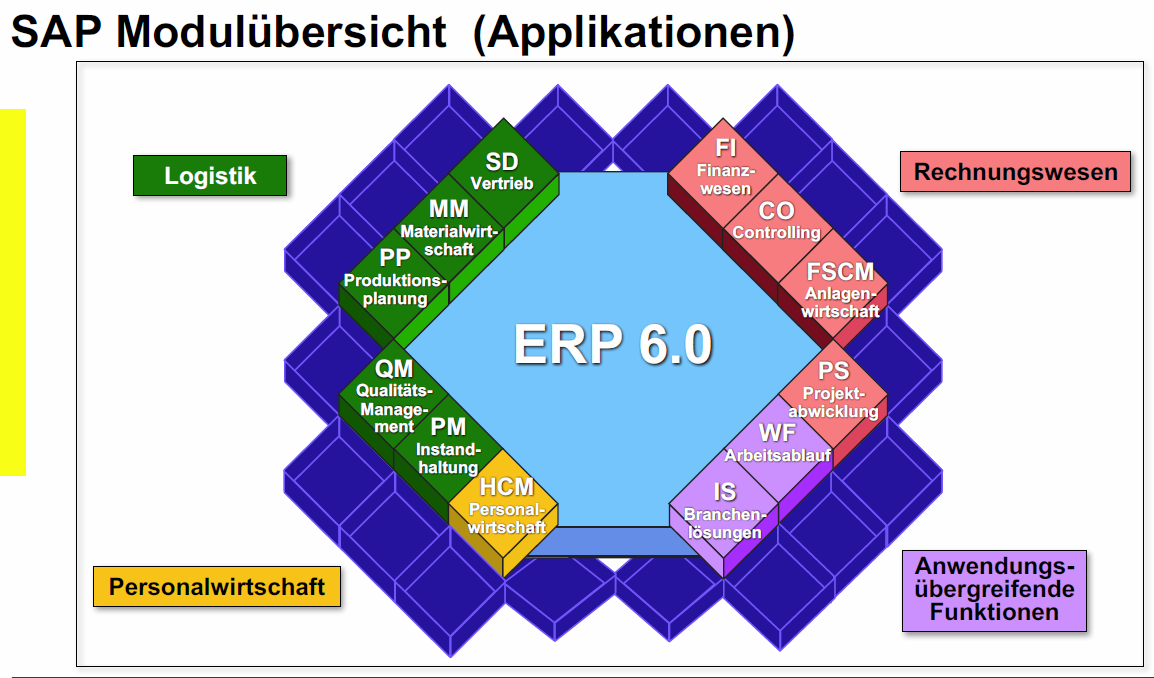 SAP Modulübersicht (Applikationen)
Logistik
Rechnungswesen
SD
Vertrieb
MM
Materialwirt-
schaft
PP
Produktions-
planung
QM
Qualitäts-
Manage-
ment
PM
Instand-
haltung
HCM
Personal-
wirtschaft
ERP 6.0
FI
Finanz-
wesen
CO
Controlling
FSCM
Anlagen-
wirtschaft
PS
Projekt-
abwicklung
WF
Arbeitsablauf
IS
Branchen-
lösungen
Personalwirtschaft
Anwendungs-
übergreifende
Funktionen